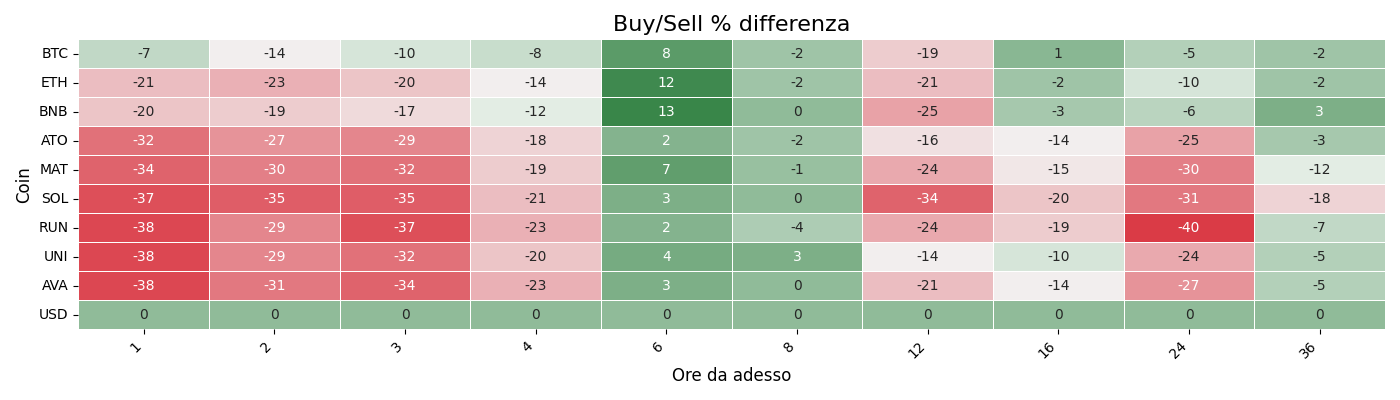 Buy/Sell % differenza
Coin
BTC -7 -14 -10 -8 8 -2 -19 1 -5 -2
ETH -21 -23 -20 -14 12 -2 -21 -2 -10 -2
BNB -20 -19 -17 -12 13 0 -25 -3 -6 3
ATO -32 -27 -29 -18 2 -2 -16 -14 -25 -3
MAT -34 -30 -32 -19 7 -1 -24 -15 -30 -12
SOL -37 -35 -35 -21 3 0 -34 -20 -31 -18
RUN -38 -29 -37 -23 2 -4 -24 -19 -40 -7
UNI -38 -29 -32 -20 4 3 -14 -10 -24 -5
AVA -38 -31 -34 -23 3 0 -21 -14 -27 -5
USD 0 0 0 0 0 0 0 0 0 0
1 2 3 4 6 8 12 16 24 36
Ore da adesso